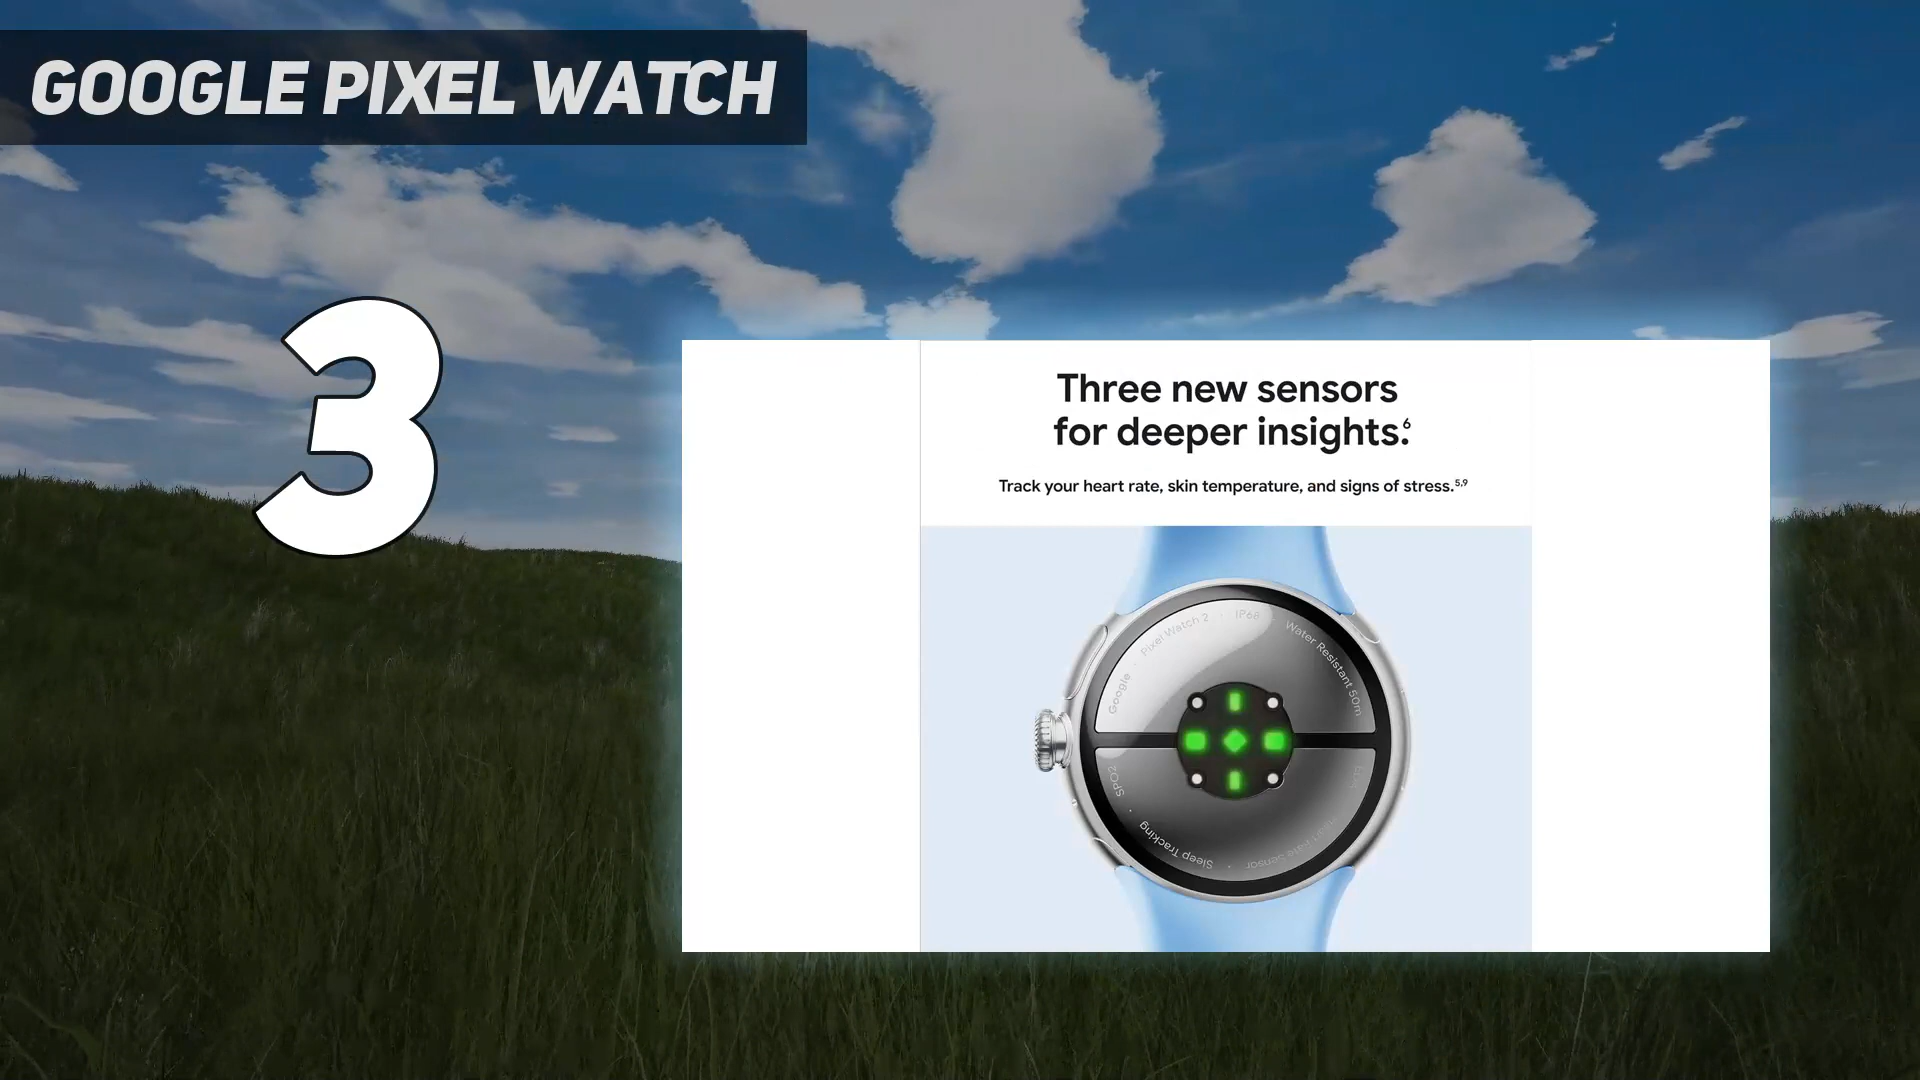 GOOGLE PIXEL WATCH
3
Three new sensors
for deeper insights.6
Track your heart rate, skin temperature, and signs of stress.5,9
Google · Pixel Watch 2 · IP68 · Water Resistant 50m
SPO2 · Sleep Tracking